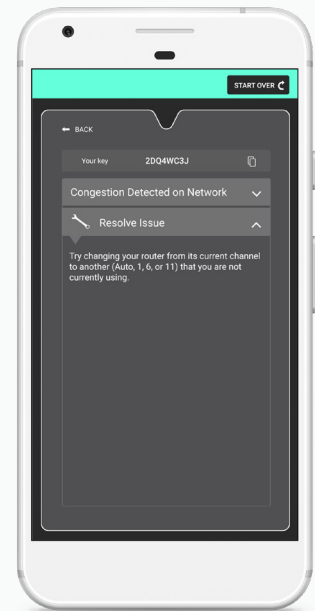 START OVER
BACK
Your key 2DQ4WC3J
Congestion Detected on Network
Resolve Issue
Try changing your router from its current channel
to another (Auto, 1, 6, or 11) that you are not
currently using.